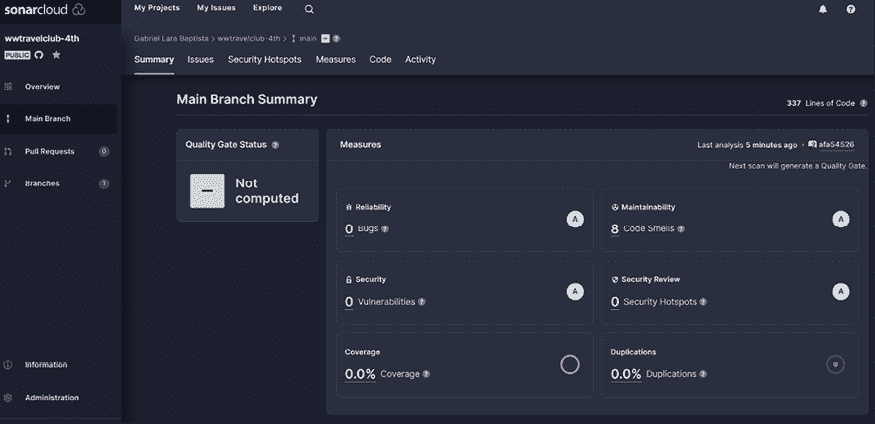 sonarcloud
My Projects My Issues Explore
wwtravelclub-4th
PUBLIC
Gabriel Lara Baptista > wwtravelclub-4th > main
Summary Issues Security Hotspots Measures Code Activity
Overview
Main Branch
Pull Requests 0
Branches 1
Information
Administration
Main Branch Summary
337 Lines of Code
Quality Gate Status
Not
computed
Measures
Last analysis 5 minutes ago • afa54526
Next scan will generate a Quality Gate.
Reliability
0 Bugs
A
Maintainability
8 Code Smells
A
Security
0 Vulnerabilities
A
Security Review
0 Security Hotspots
A
Coverage
0.0% Coverage
Duplications
0.0% Duplications